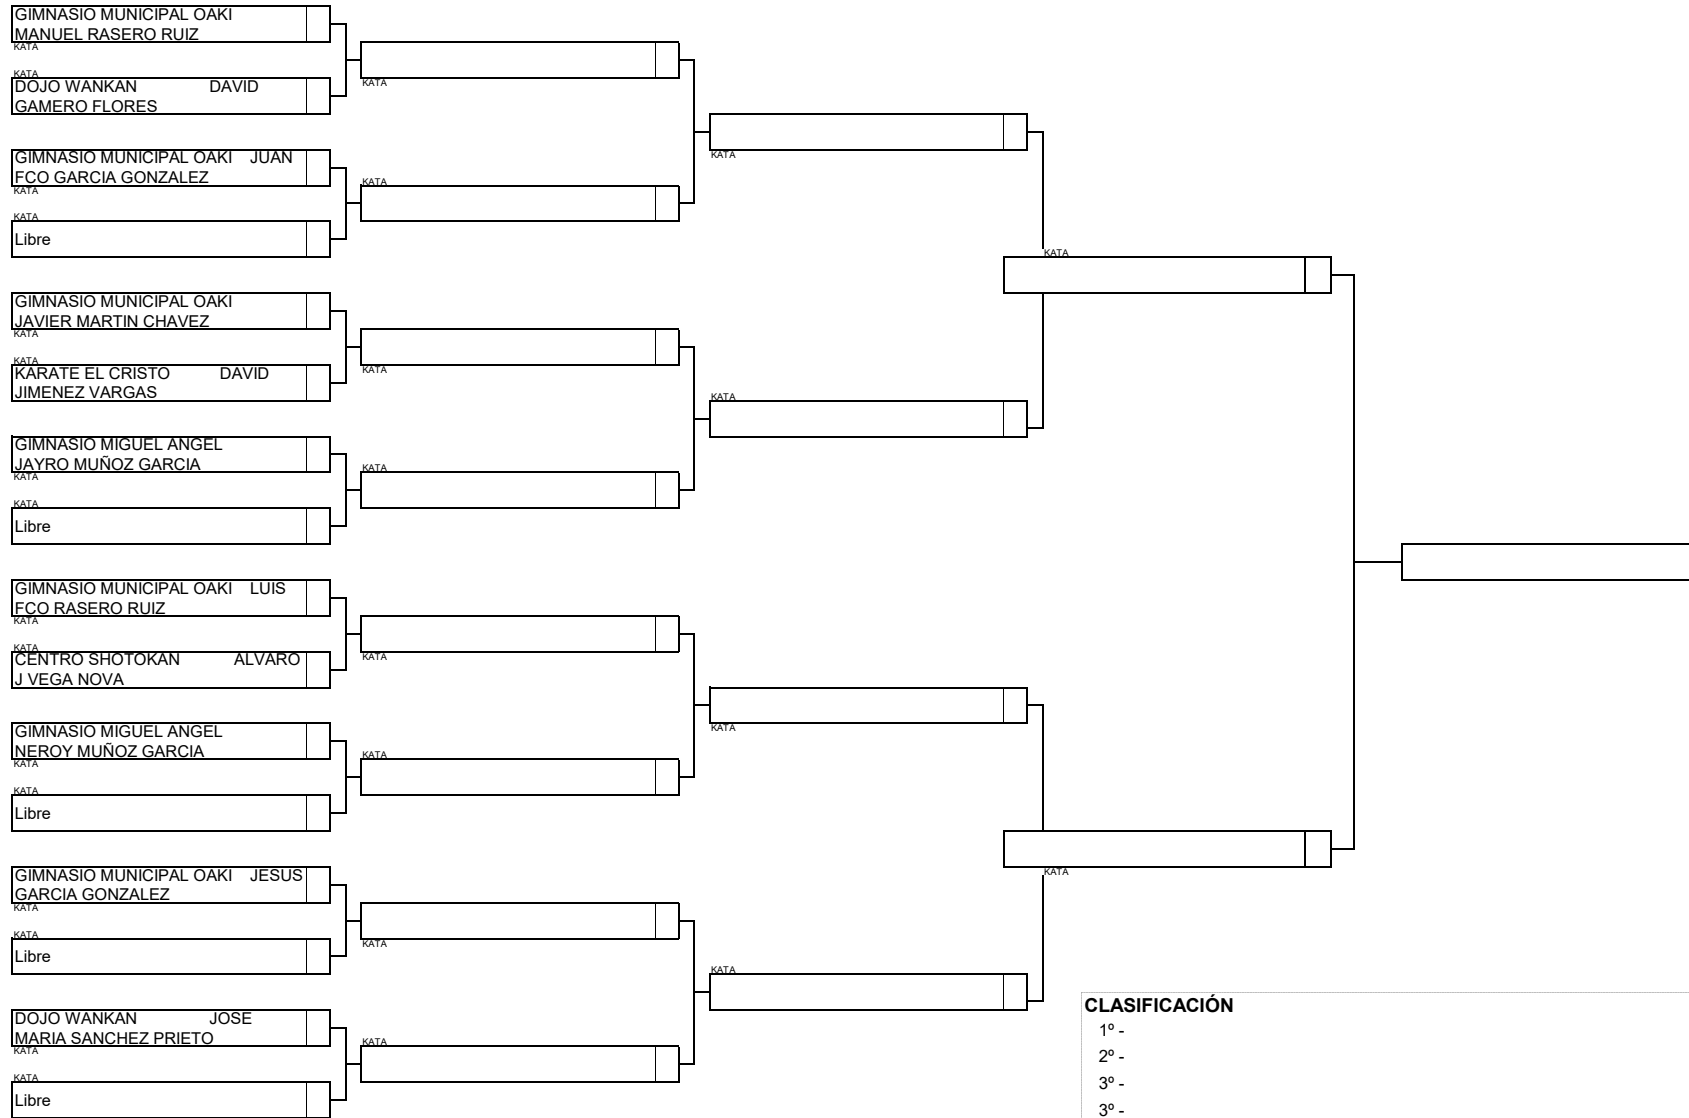 GIMNASIO MUNICIPAL OAKI
MANUEL RASERO RUIZ
KATA
KATA
DOJO WANKAN DAVID
GAMERO FLORES
GIMNASIO MUNICIPAL OAKI JUAN
FCO GARCIA GONZALEZ
KATA
KATA
Libre
GIMNASIO MUNICIPAL OAKI
JAVIER MARTIN CHAVEZ
KATA
KATA
KARATE EL CRISTO DAVID
JIMENEZ VARGAS
GIMNASIO MIGUEL ANGEL
JAYRO MUÑOZ GARCIA
KATA
KATA
Libre
GIMNASIO MUNICIPAL OAKI LUIS
FCO RASERO RUIZ
KATA
KATA
CENTRO SHOTOKAN ALVARO
J VEGA NOVA
GIMNASIO MIGUEL ANGEL
NEROY MUÑOZ GARCIA
KATA
KATA
Libre
GIMNASIO MUNICIPAL OAKI JESUS
GARCIA GONZALEZ
KATA
KATA
Libre
DOJO WANKAN JOSE
MARIA SANCHEZ PRIETO
KATA
KATA
Libre
KATA
KATA
KATA
KATA
KATA
KATA
KATA
KATA
KATA
KATA
KATA
KATA
KATA
KATA
CLASIFICACIÓN
1º -
2º -
3º -
3º -